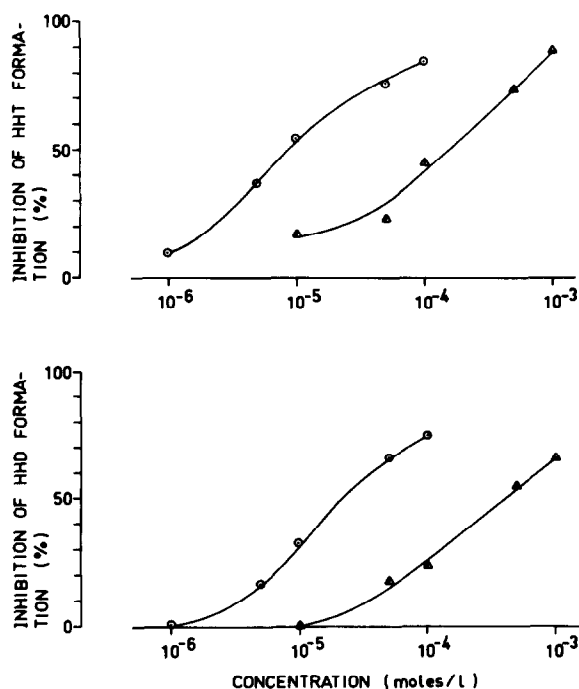 INHIBITION OF HHT FORMA-
TION (%)
100
50
0
10-6
10-5
10-4
10-3
INHIBITION OF HHD FORMA-
TION (%)
100
50
0
10-6
10-5
10-4
10-3
CONCENTRATION (moles/l)